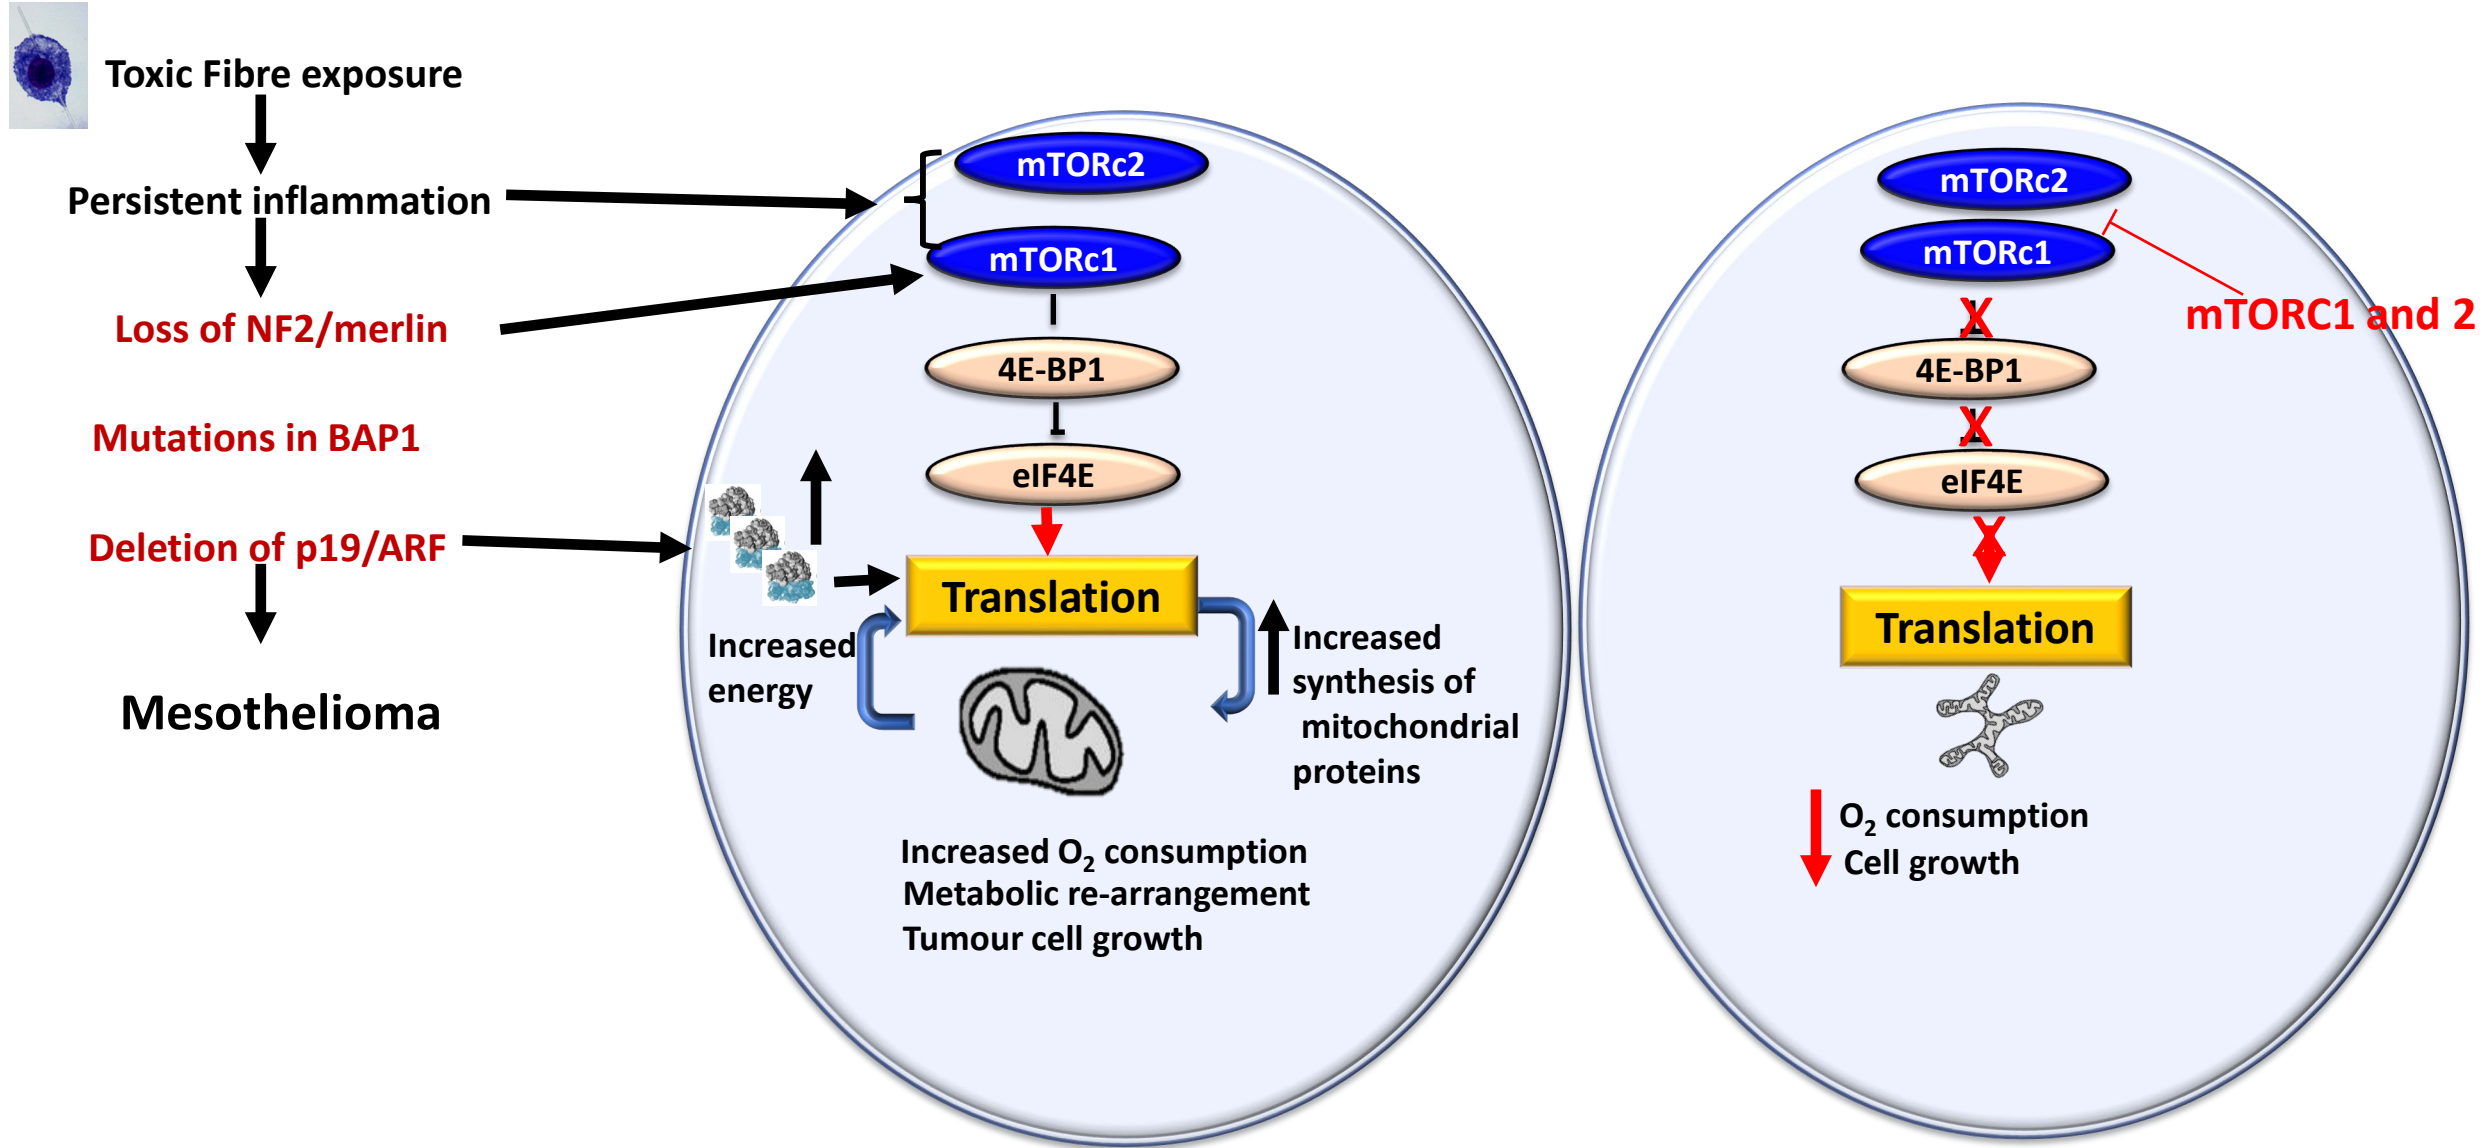 Toxic Fibre exposure
Persistent inflammation
Loss of NF2/merlin
Mutations in BAP1
Deletion of p19/ARF
Mesothelioma
mTORc2
mTORc1
4E-BP1
eIF4E
Translation
Increased
energy
Increased
synthesis of
mitochondrial
proteins
Increased O₂ consumption
Metabolic re-arrangement
Tumour cell growth
mTORc2
mTORc1
mTORC1 and 2
X
4E-BP1
X
eIF4E
X
Translation
O₂ consumption
Cell growth